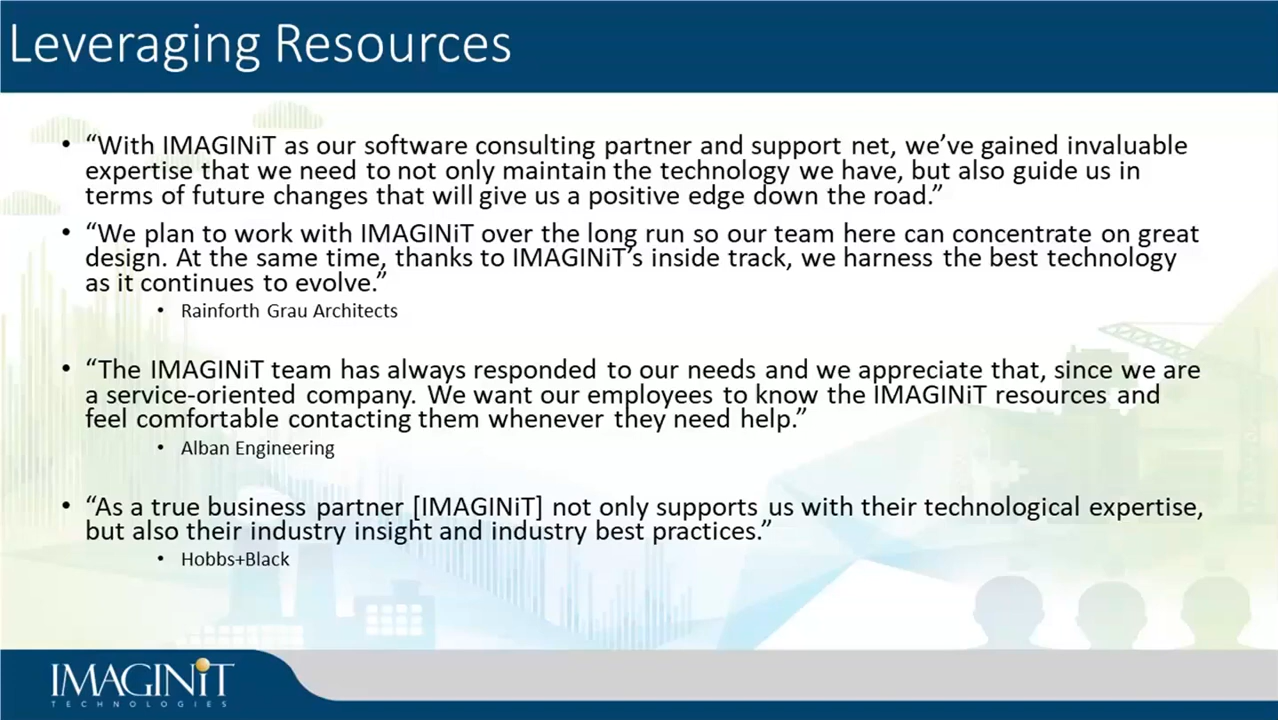 Leveraging Resources
• “With IMAGINiT as our software consulting partner and support net, we’ve gained invaluable
expertise that we need to not only maintain the technology we have, but also guide us in
terms of future changes that will give us a positive edge down the road.”
• “We plan to work with IMAGINiT over the long run so our team here can concentrate on great
design. At the same time, thanks to IMAGINiT’s inside track, we harness the best technology
as it continues to evolve.”
• Rainforth Grau Architects
• “The IMAGINiT team has always responded to our needs and we appreciate that, since we are
a service-oriented company. We want our employees to know the IMAGINiT resources and
feel comfortable contacting them whenever they need help.”
• Alban Engineering
• “As a true business partner [IMAGINiT] not only supports us with their technological expertise,
but also their industry insight and industry best practices.”
• Hobbs+Black
IMAGINiT
TECHNOLOGIES